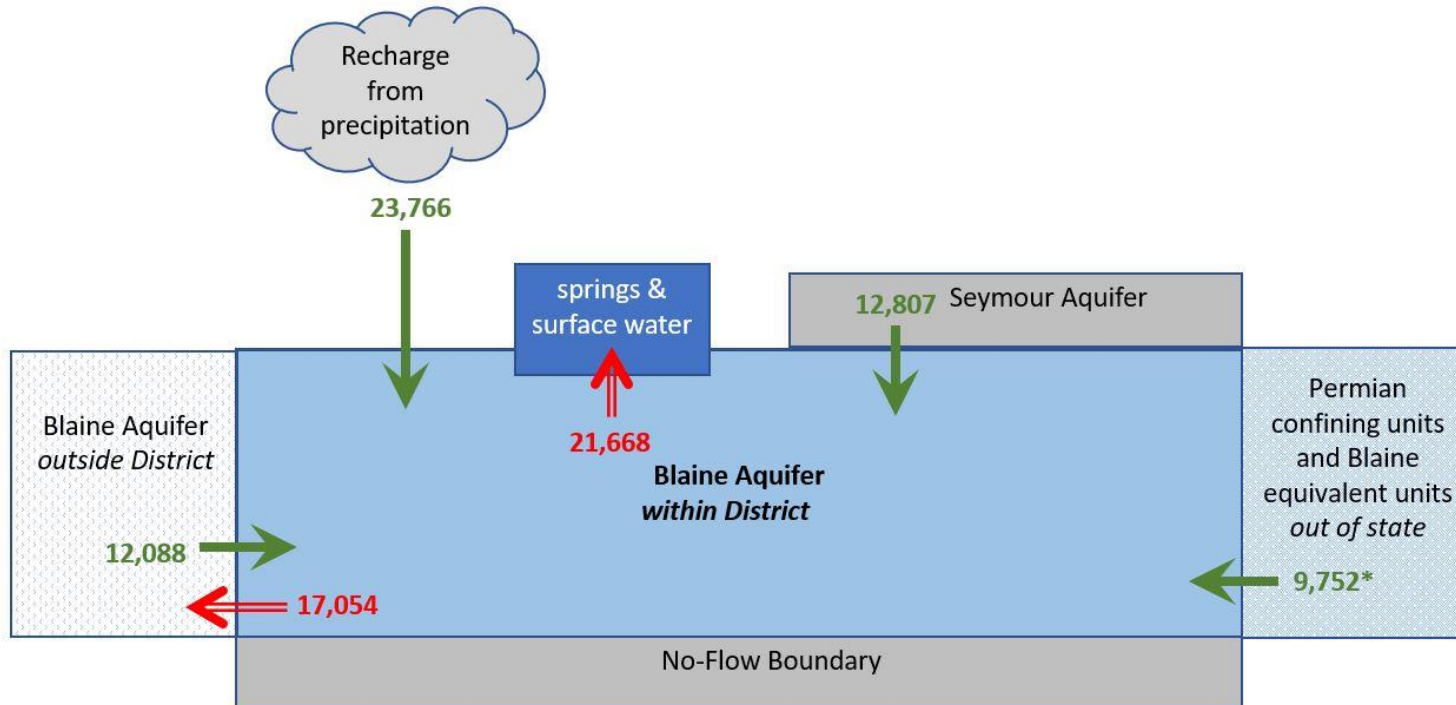 Recharge
from
precipitation
23,766
springs &
surface water
12,807
Seymour Aquifer
Blaine Aquifer
outside District
21,668
Blaine Aquifer
within District
Permian
confining units
and Blaine
equivalent units
out of state
12,088
17,054
9,752*
No-Flow Boundary